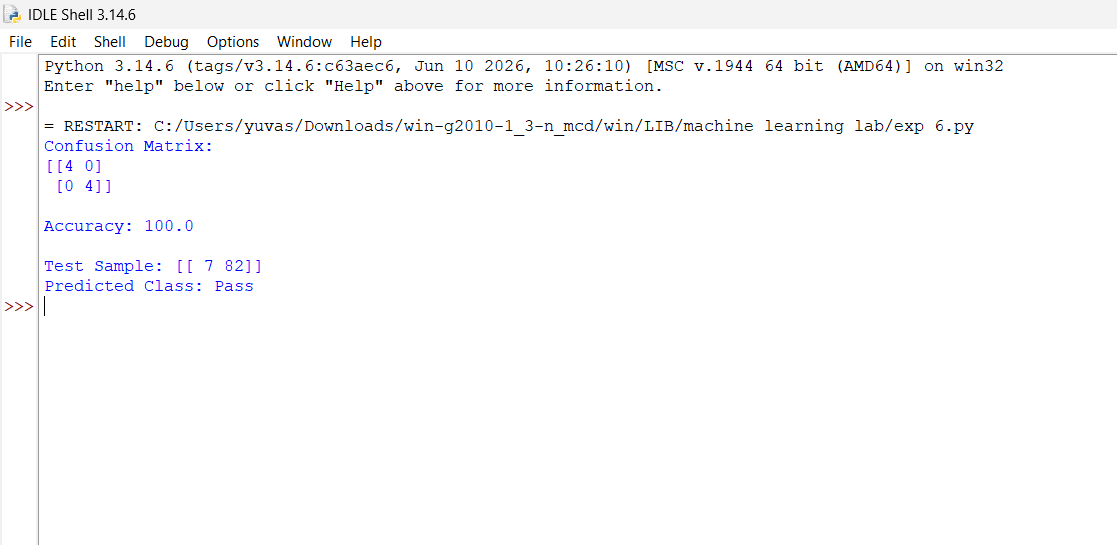 IDLE Shell 3.14.6
File Edit Shell Debug Options Window Help
Python 3.14.6 (tags/v3.14.6:c63aec6, Jun 10 2026, 10:26:10) [MSC v.1944 64 bit (AMD64)] on win32
Enter "help" below or click "Help" above for more information.
>>>
= RESTART: C:/Users/yuvas/Downloads/win-g2010-1_3-n_mcd/win/LIB/machine learning lab/exp 6.py
Confusion Matrix:
[[4 0]
 [0 4]]
Accuracy: 100.0
Test Sample: [[ 7 82]]
Predicted Class: Pass
>>>